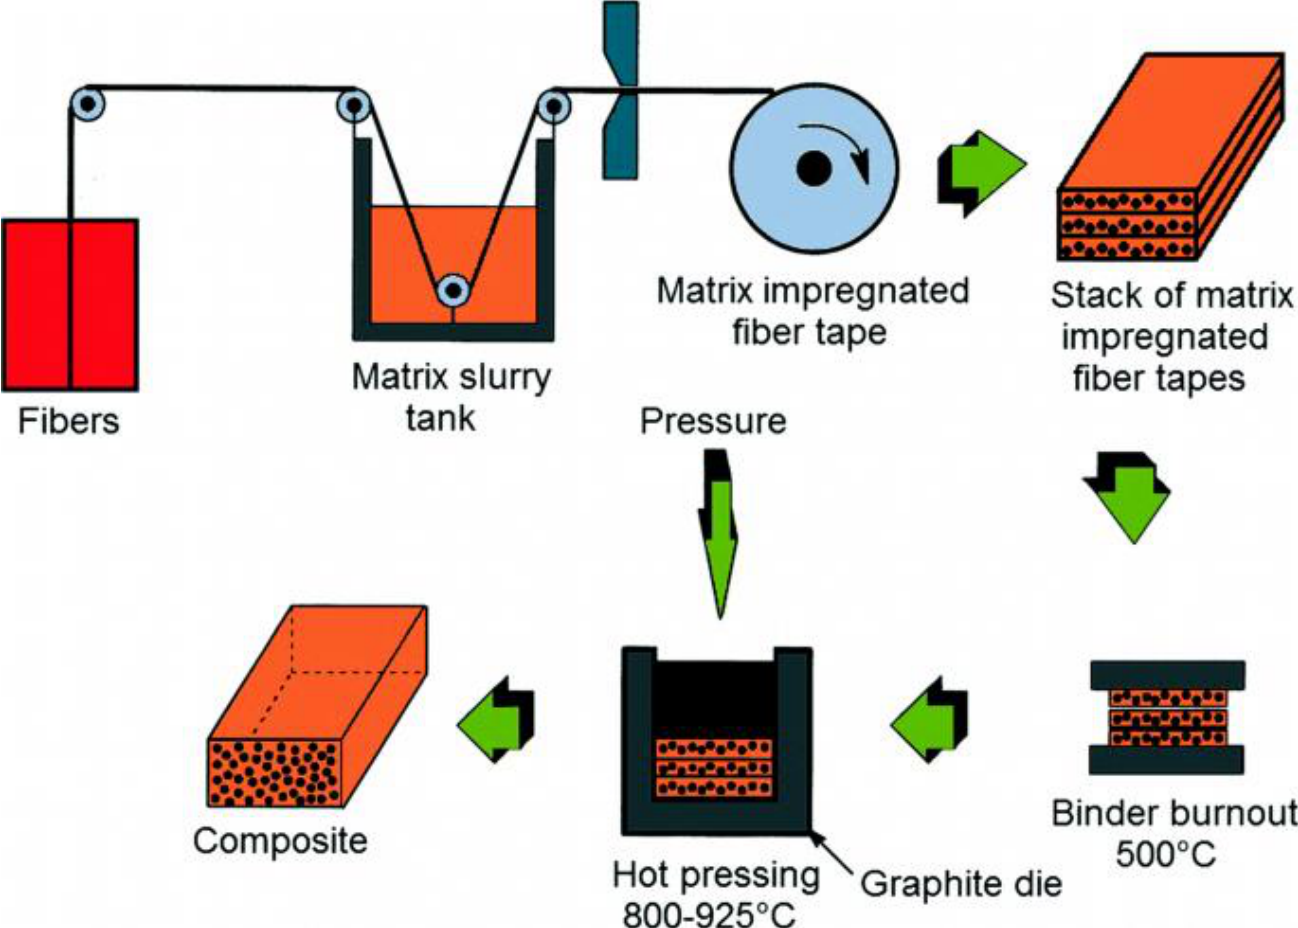 Fibers
Matrix slurry
tank
Matrix impregnated
fiber tape
Stack of matrix
impregnated
fiber tapes
Pressure
Composite
Hot pressing
800-925°C
Graphite die
Binder burnout
500°C